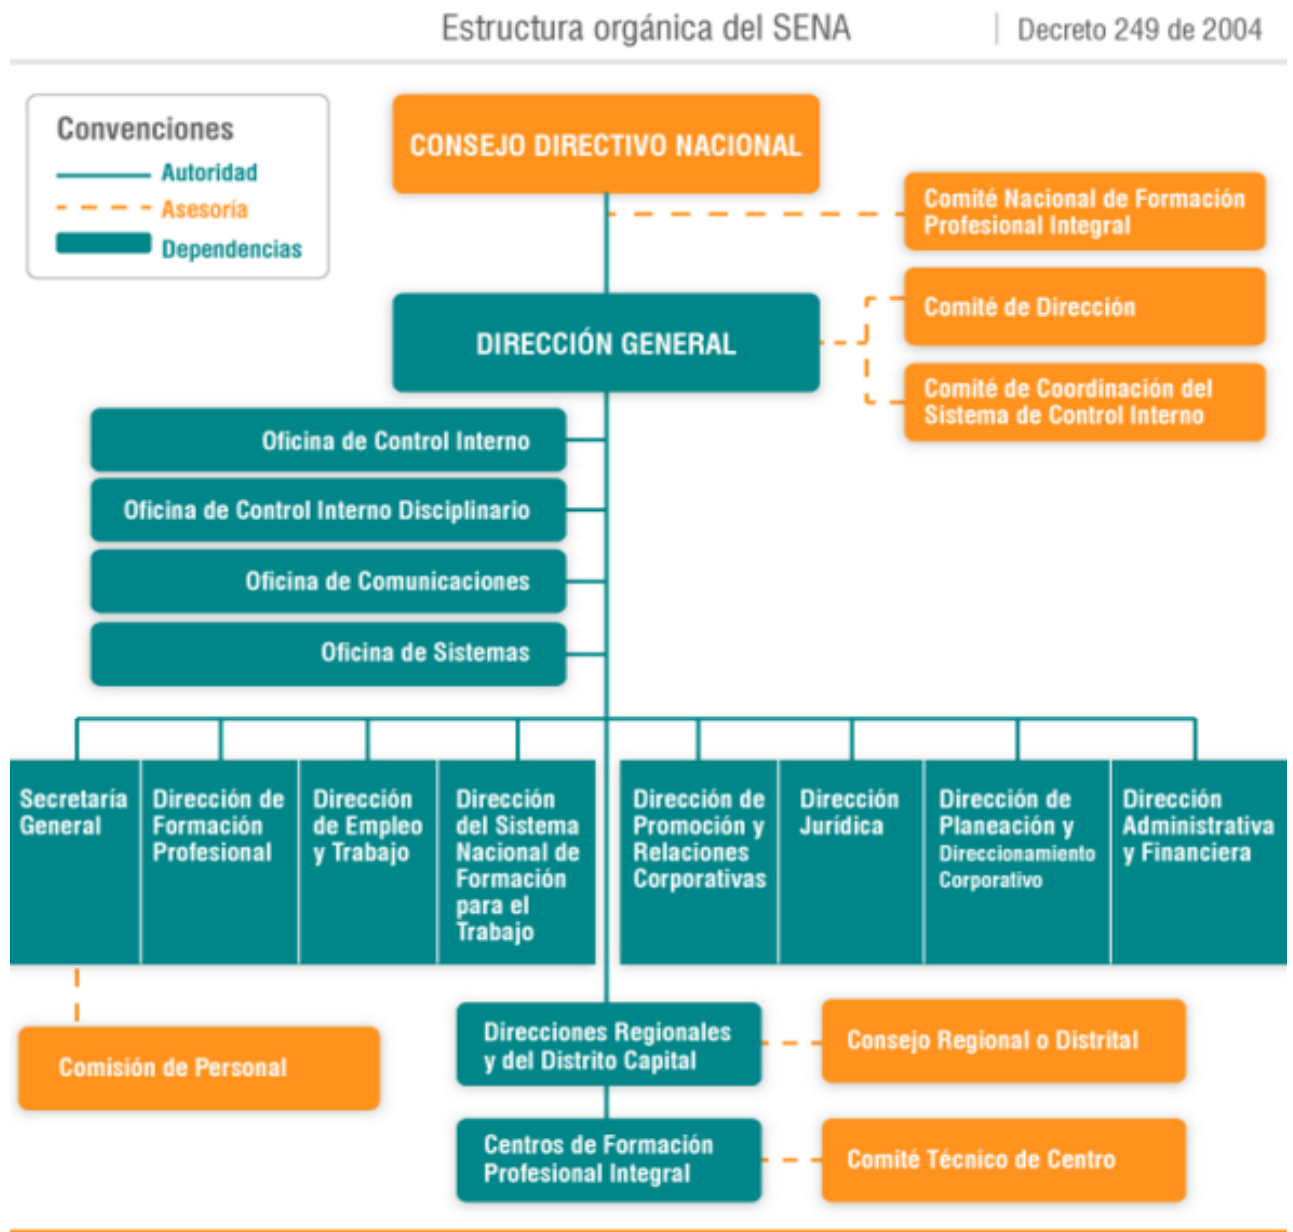 Estructura orgánica del SENA
Decreto 249 de 2004
Convenciones
Autoridad
Asesoría
Dependencias
CONSEJO DIRECTIVO NACIONAL
Comité Nacional de Formación
Profesional Integral
DIRECCIÓN GENERAL
Comité de Dirección
Comité de Coordinación del
Sistema de Control Interno
Oficina de Control Interno
Oficina de Control Interno Disciplinario
Oficina de Comunicaciones
Oficina de Sistemas
Secretaría
General
Dirección de
Formación
Profesional
Dirección
de Empleo
y Trabajo
Dirección
del Sistema
Nacional de
Formación
para el
Trabajo
Dirección de
Promoción y
Relaciones
Corporativas
Dirección
Jurídica
Dirección de
Planeación y
Direccionamiento
Corporativo
Dirección
Administrativa
y Financiera
Comisión de Personal
Direcciones Regionales
y del Distrito Capital
Consejo Regional o Distrital
Centros de Formación
Profesional Integral
Comité Técnico de Centro